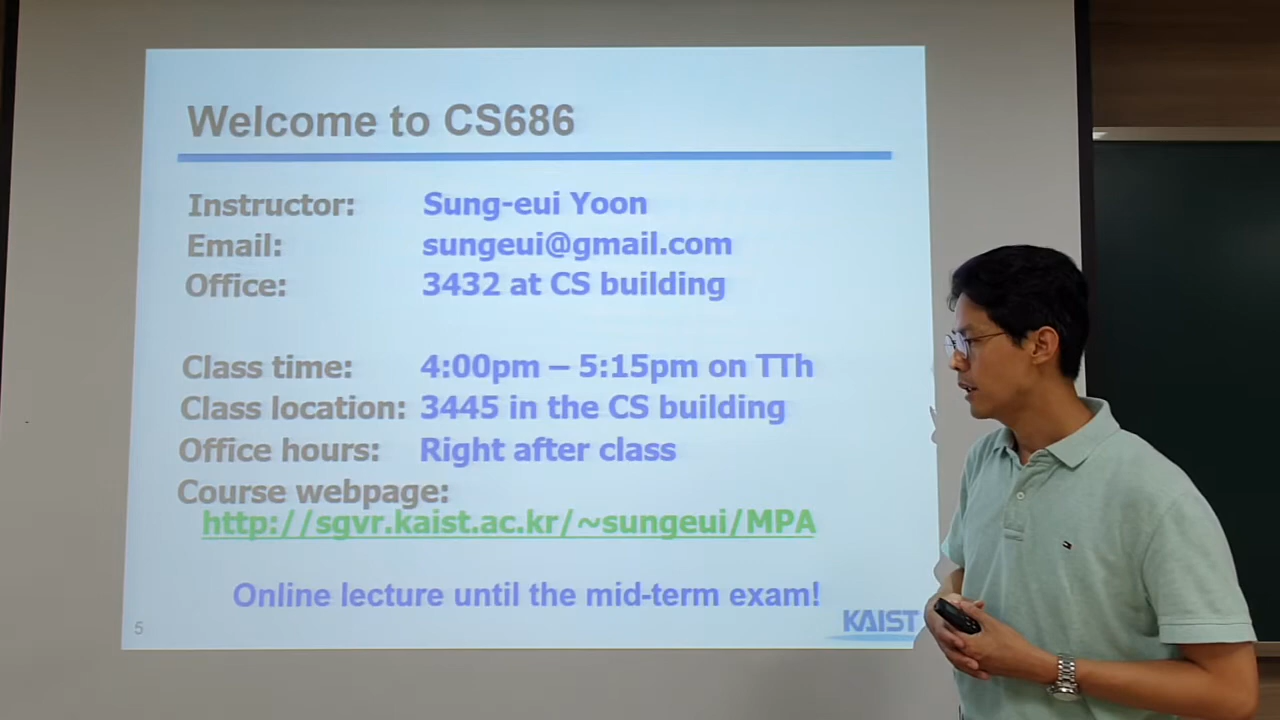 Welcome to CS686
Instructor: Sung-eui Yoon
Email: sungeui@gmail.com
Office: 3432 at CS building
Class time: 4:00pm – 5:15pm on TTh
Class location: 3445 in the CS building
Office hours: Right after class
Course webpage:
http://sgvr.kaist.ac.kr/~sungeui/MPA
Online lecture until the mid-term exam!
5
KAIST